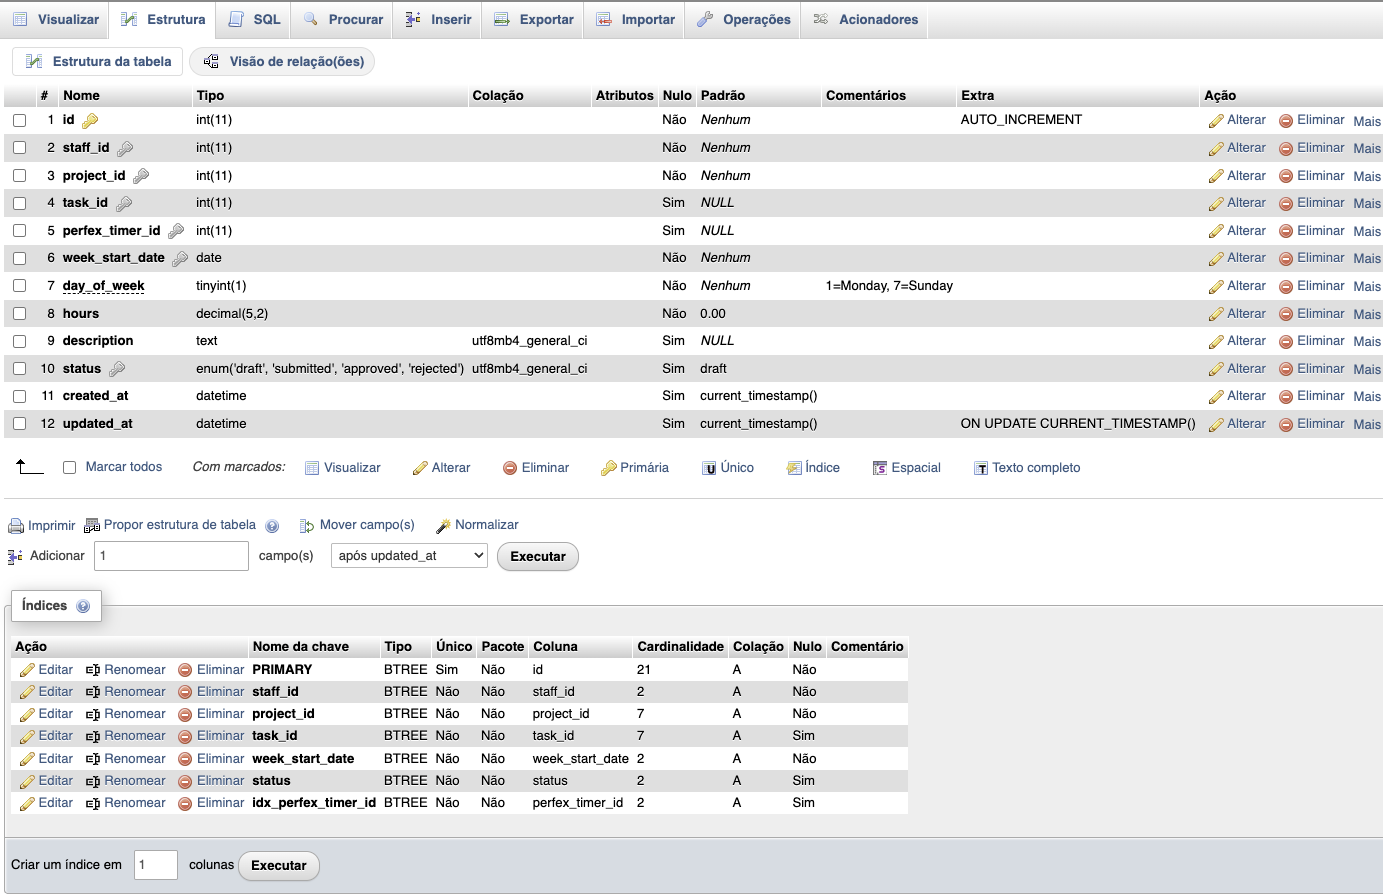 Visualizar Estrutura SQL Procurar Inserir Exportar Importar Operações Acionadores
Estrutura da tabela Visão de relação(ões)
# Nome Tipo Colação Atributos Nulo Padrão Comentários Extra Ação
1 id int(11) Não Nenhum AUTO_INCREMENT Alterar Eliminar Mais
2 staff_id int(11) Não Nenhum Alterar Eliminar Mais
3 project_id int(11) Não Nenhum Alterar Eliminar Mais
4 task_id int(11) Sim NULL Alterar Eliminar Mais
5 perfex_timer_id int(11) Sim NULL Alterar Eliminar Mais
6 week_start_date date Não Nenhum Alterar Eliminar Mais
7 day_of_week tinyint(1) Não Nenhum 1=Monday, 7=Sunday Alterar Eliminar Mais
8 hours decimal(5,2) Não 0.00 Alterar Eliminar Mais
9 description text utf8mb4_general_ci Sim NULL Alterar Eliminar Mais
10 status enum('draft', 'submitted', 'approved', 'rejected') utf8mb4_general_ci Sim draft Alterar Eliminar Mais
11 created_at datetime Sim current_timestamp() Alterar Eliminar Mais
12 updated_at datetime Sim current_timestamp() ON UPDATE CURRENT_TIMESTAMP() Alterar Eliminar Mais
Marcar todos Com marcados: Visualizar Alterar Eliminar Primária Único Índice Espacial Texto completo
Imprimir Propor estrutura de tabela Mover campo(s) Normalizar
Adicionar 1 campo(s) após updated_at Executar
Índices
Ação Nome da chave Tipo Único Pacote Coluna Cardinalidade Colação Nulo Comentário
Editar Renomear Eliminar PRIMARY BTREE Sim Não id 21 A Não
Editar Renomear Eliminar staff_id BTREE Não Não staff_id 2 A Não
Editar Renomear Eliminar project_id BTREE Não Não project_id 7 A Não
Editar Renomear Eliminar task_id BTREE Não Não task_id 7 A Sim
Editar Renomear Eliminar week_start_date BTREE Não Não week_start_date 2 A Não
Editar Renomear Eliminar status BTREE Não Não status 2 A Sim
Editar Renomear Eliminar idx_perfex_timer_id BTREE Não Não perfex_timer_id 2 A Sim
Criar um índice em 1 colunas Executar